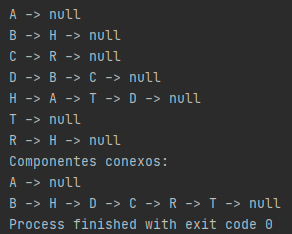 A -> null
B -> H -> null
C -> R -> null
D -> B -> C -> null
H -> A -> T -> D -> null
T -> null
R -> H -> null
Componentes conexos:
A -> null
B -> H -> D -> C -> R -> T -> null
Process finished with exit code 0